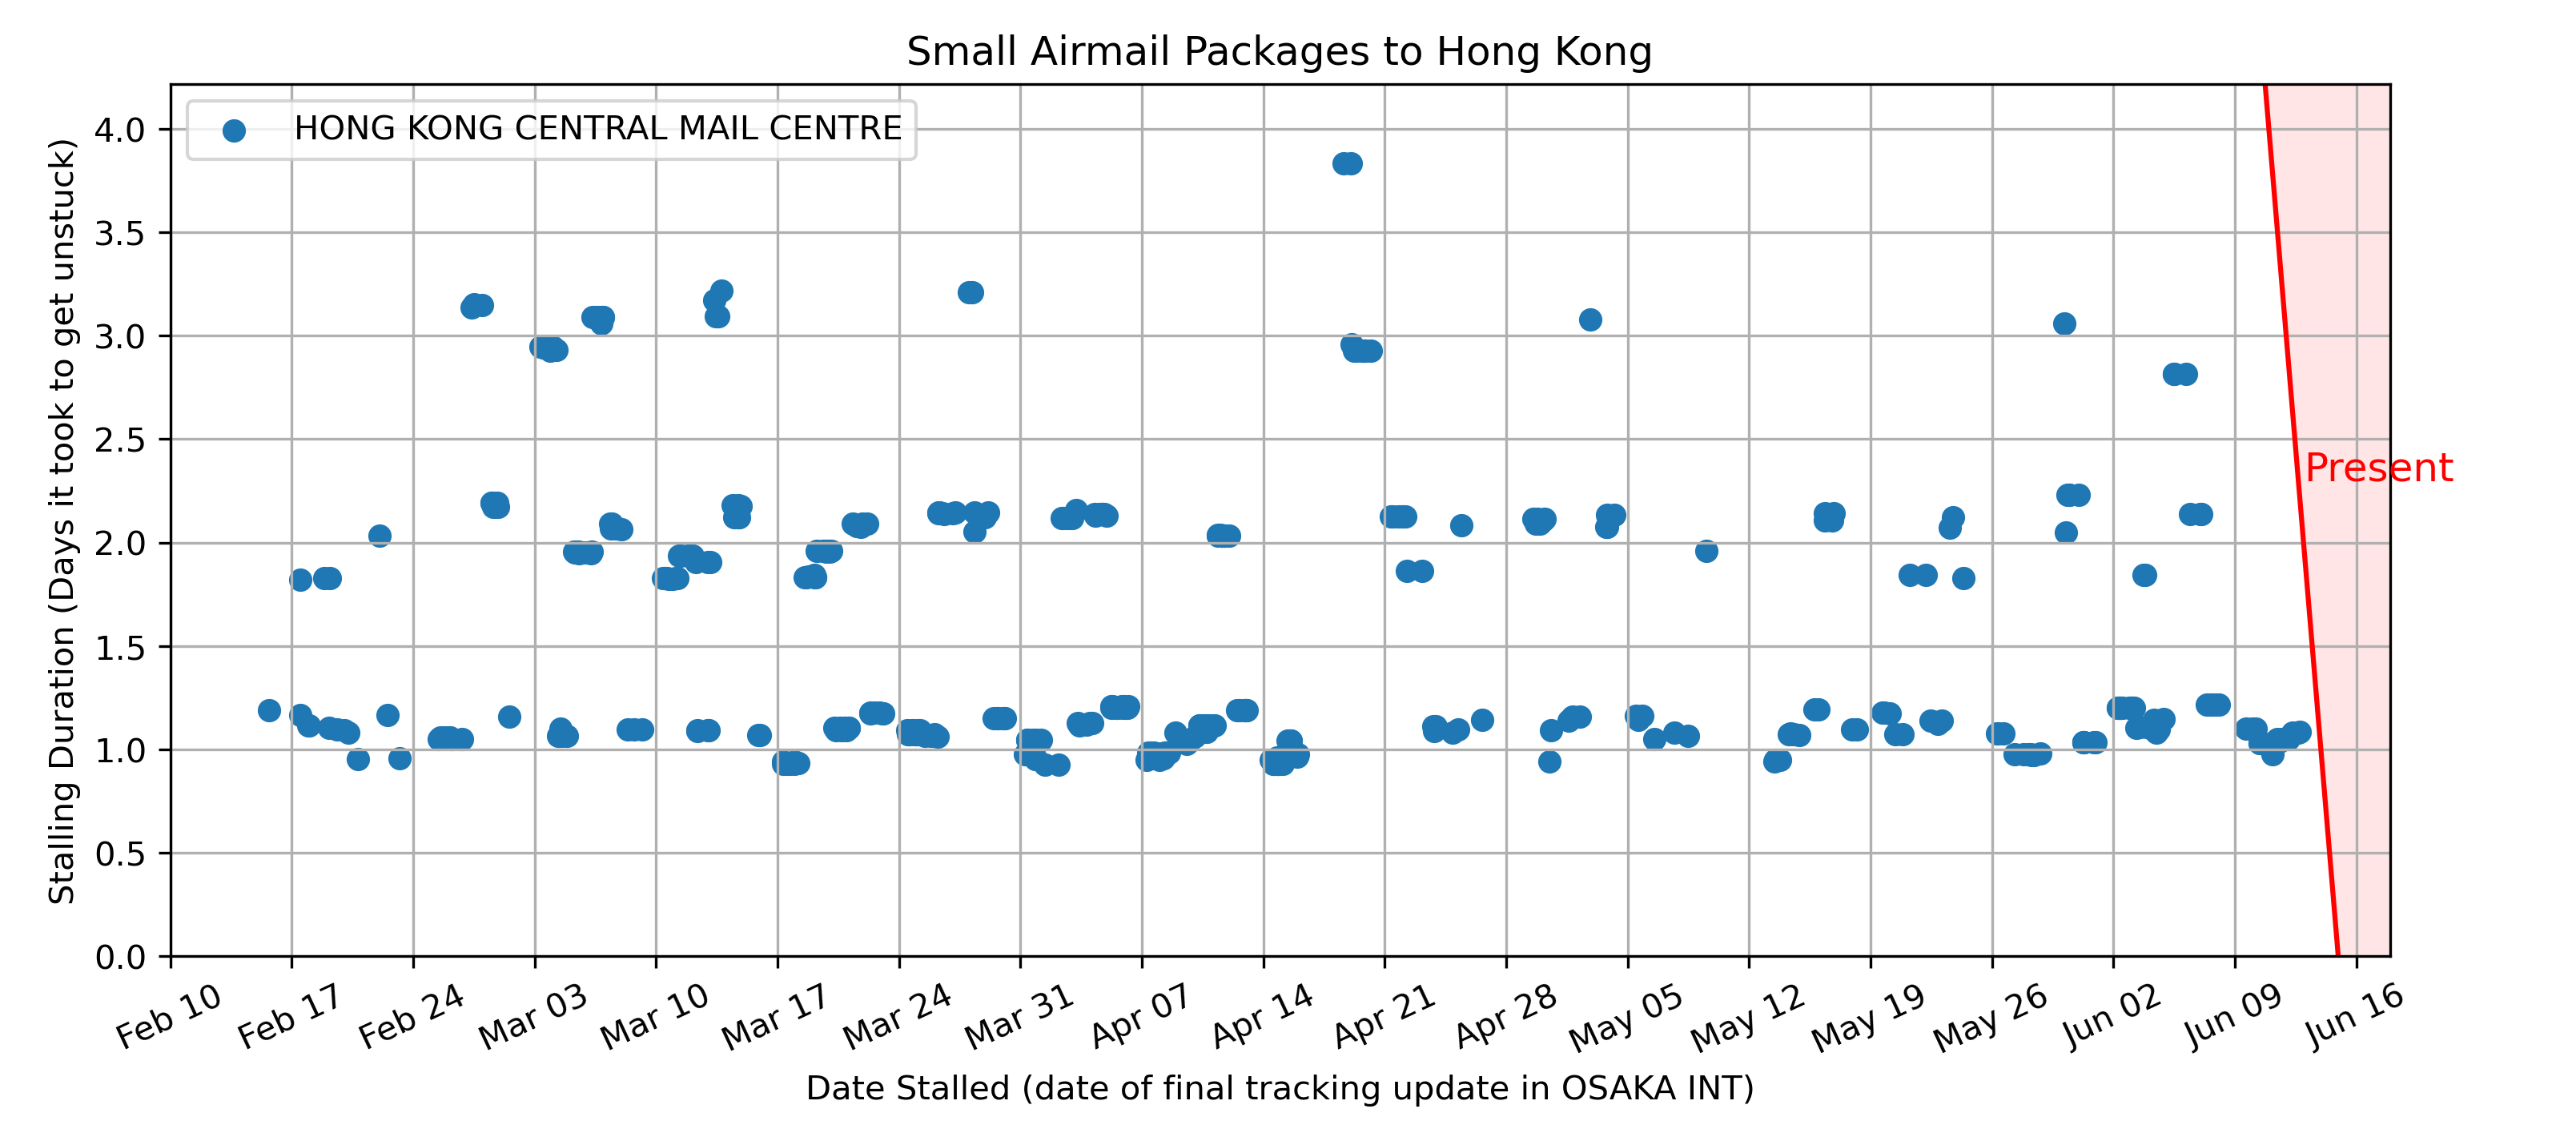 Small Airmail Packages to Hong Kong
HONG KONG CENTRAL MAIL CENTRE
Stalling Duration (Days it took to get unstuck)
4.0
3.5
3.0
2.5
2.0
1.5
1.0
0.5
0.0
Present
Feb 10
Feb 17
Feb 24
Mar 03
Mar 10
Mar 17
Mar 24
Mar 31
Apr 07
Apr 14
Apr 21
Apr 28
May 05
May 12
May 19
May 26
Jun 02
Jun 09
Jun 16
Date Stalled (date of final tracking update in OSAKA INT)